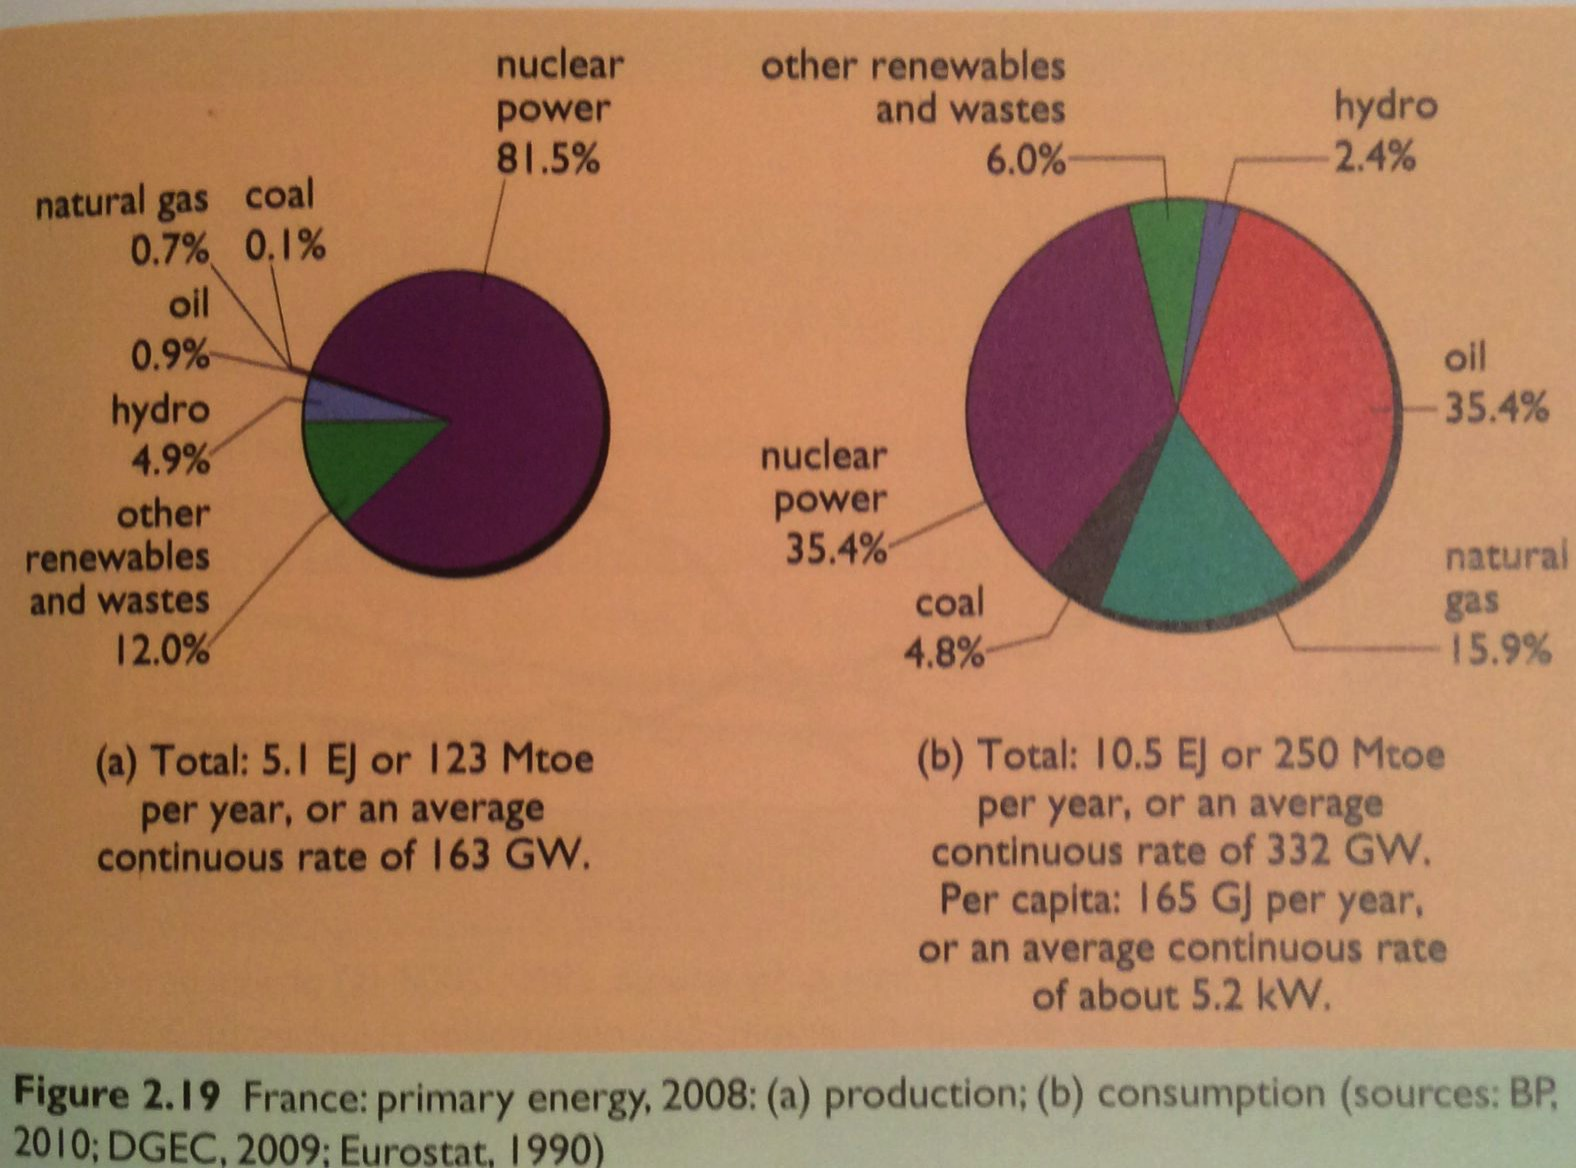 nuclear
power
81.5%
natural gas
0.7%
coal
0.1%
oil
0.9%
hydro
4.9%
other
renewables
and wastes
12.0%
(a) Total: 5.1 EJ or 123 Mtoe
per year, or an average
continuous rate of 163 GW.
other renewables
and wastes
6.0%
hydro
2.4%
oil
35.4%
nuclear
power
35.4%
natural
gas
15.9%
coal
4.8%
(b) Total: 10.5 EJ or 250 Mtoe
per year, or an average
continuous rate of 332 GW.
Per capita: 165 GJ per year,
or an average continuous rate
of about 5.2 kW.
Figure 2.19 France: primary energy, 2008: (a) production; (b) consumption (sources: BP,
2010; DGEC, 2009; Eurostat, 1990)